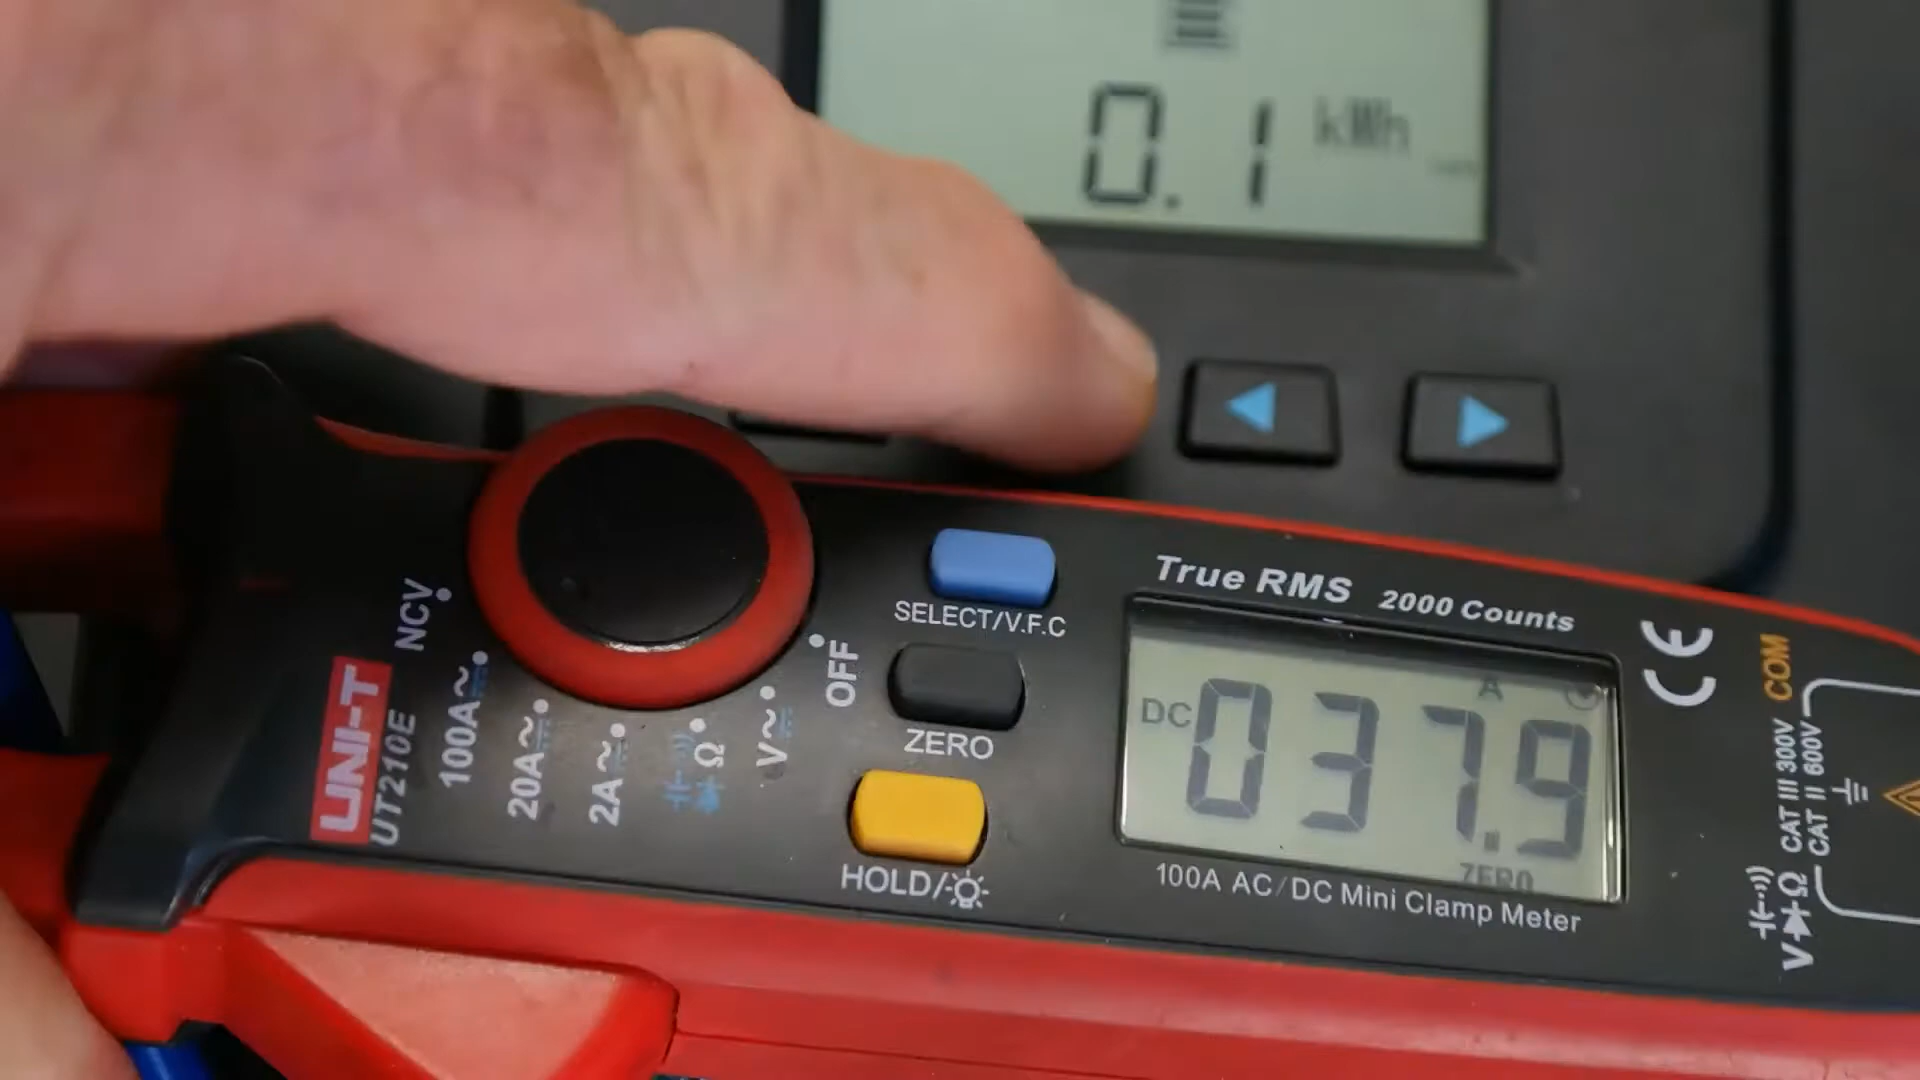 0.1 kWh
True RMS 2000 Counts
SELECT/V.F.C
NCV
OFF
UNI-T
UT210E
100A
20A
2A
Ω
V
ZERO
HOLD/
DC 037.9 A
ZERO
100A AC/DC Mini Clamp Meter
CE
COM
CAT III 300V
CAT II 600V
VΩ